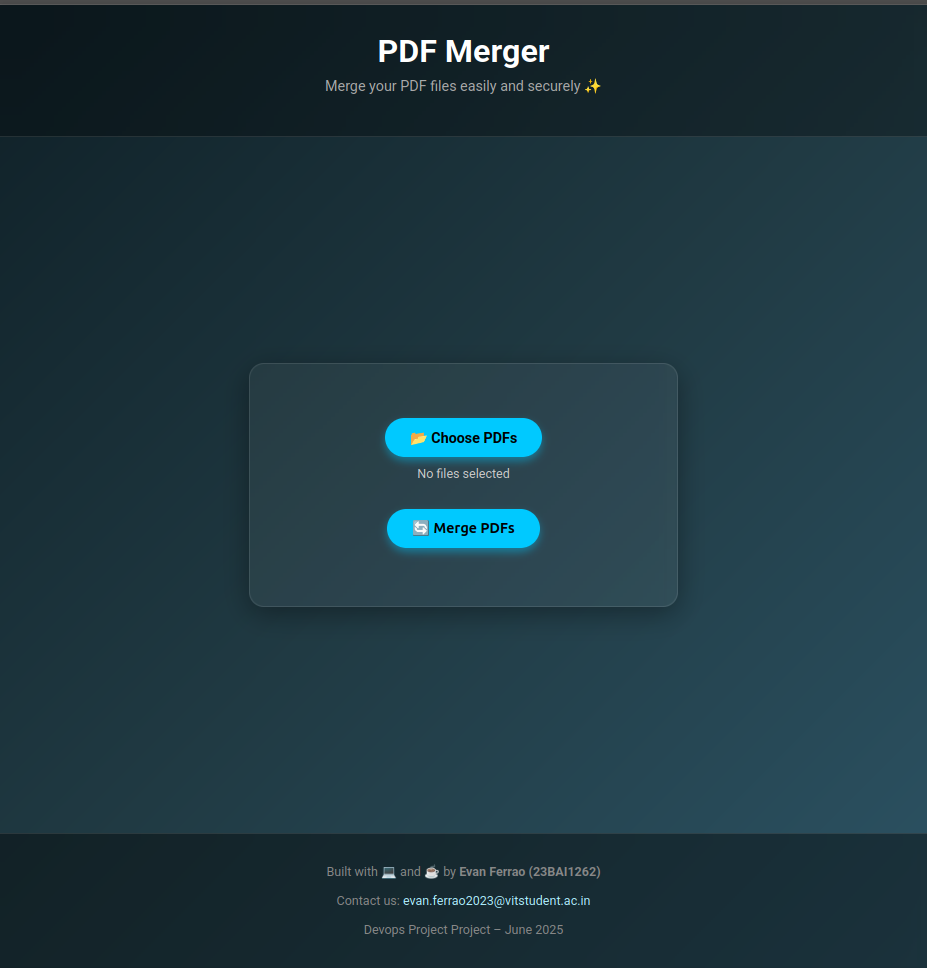 PDF Merger
Merge your PDF files easily and securely ✨
📂 Choose PDFs
No files selected
🔄 Merge PDFs
Built with 💻 and ☕ by Evan Ferrao (23BAI1262)
Contact us: evan.ferrao2023@vitstudent.ac.in
Devops Project Project – June 2025